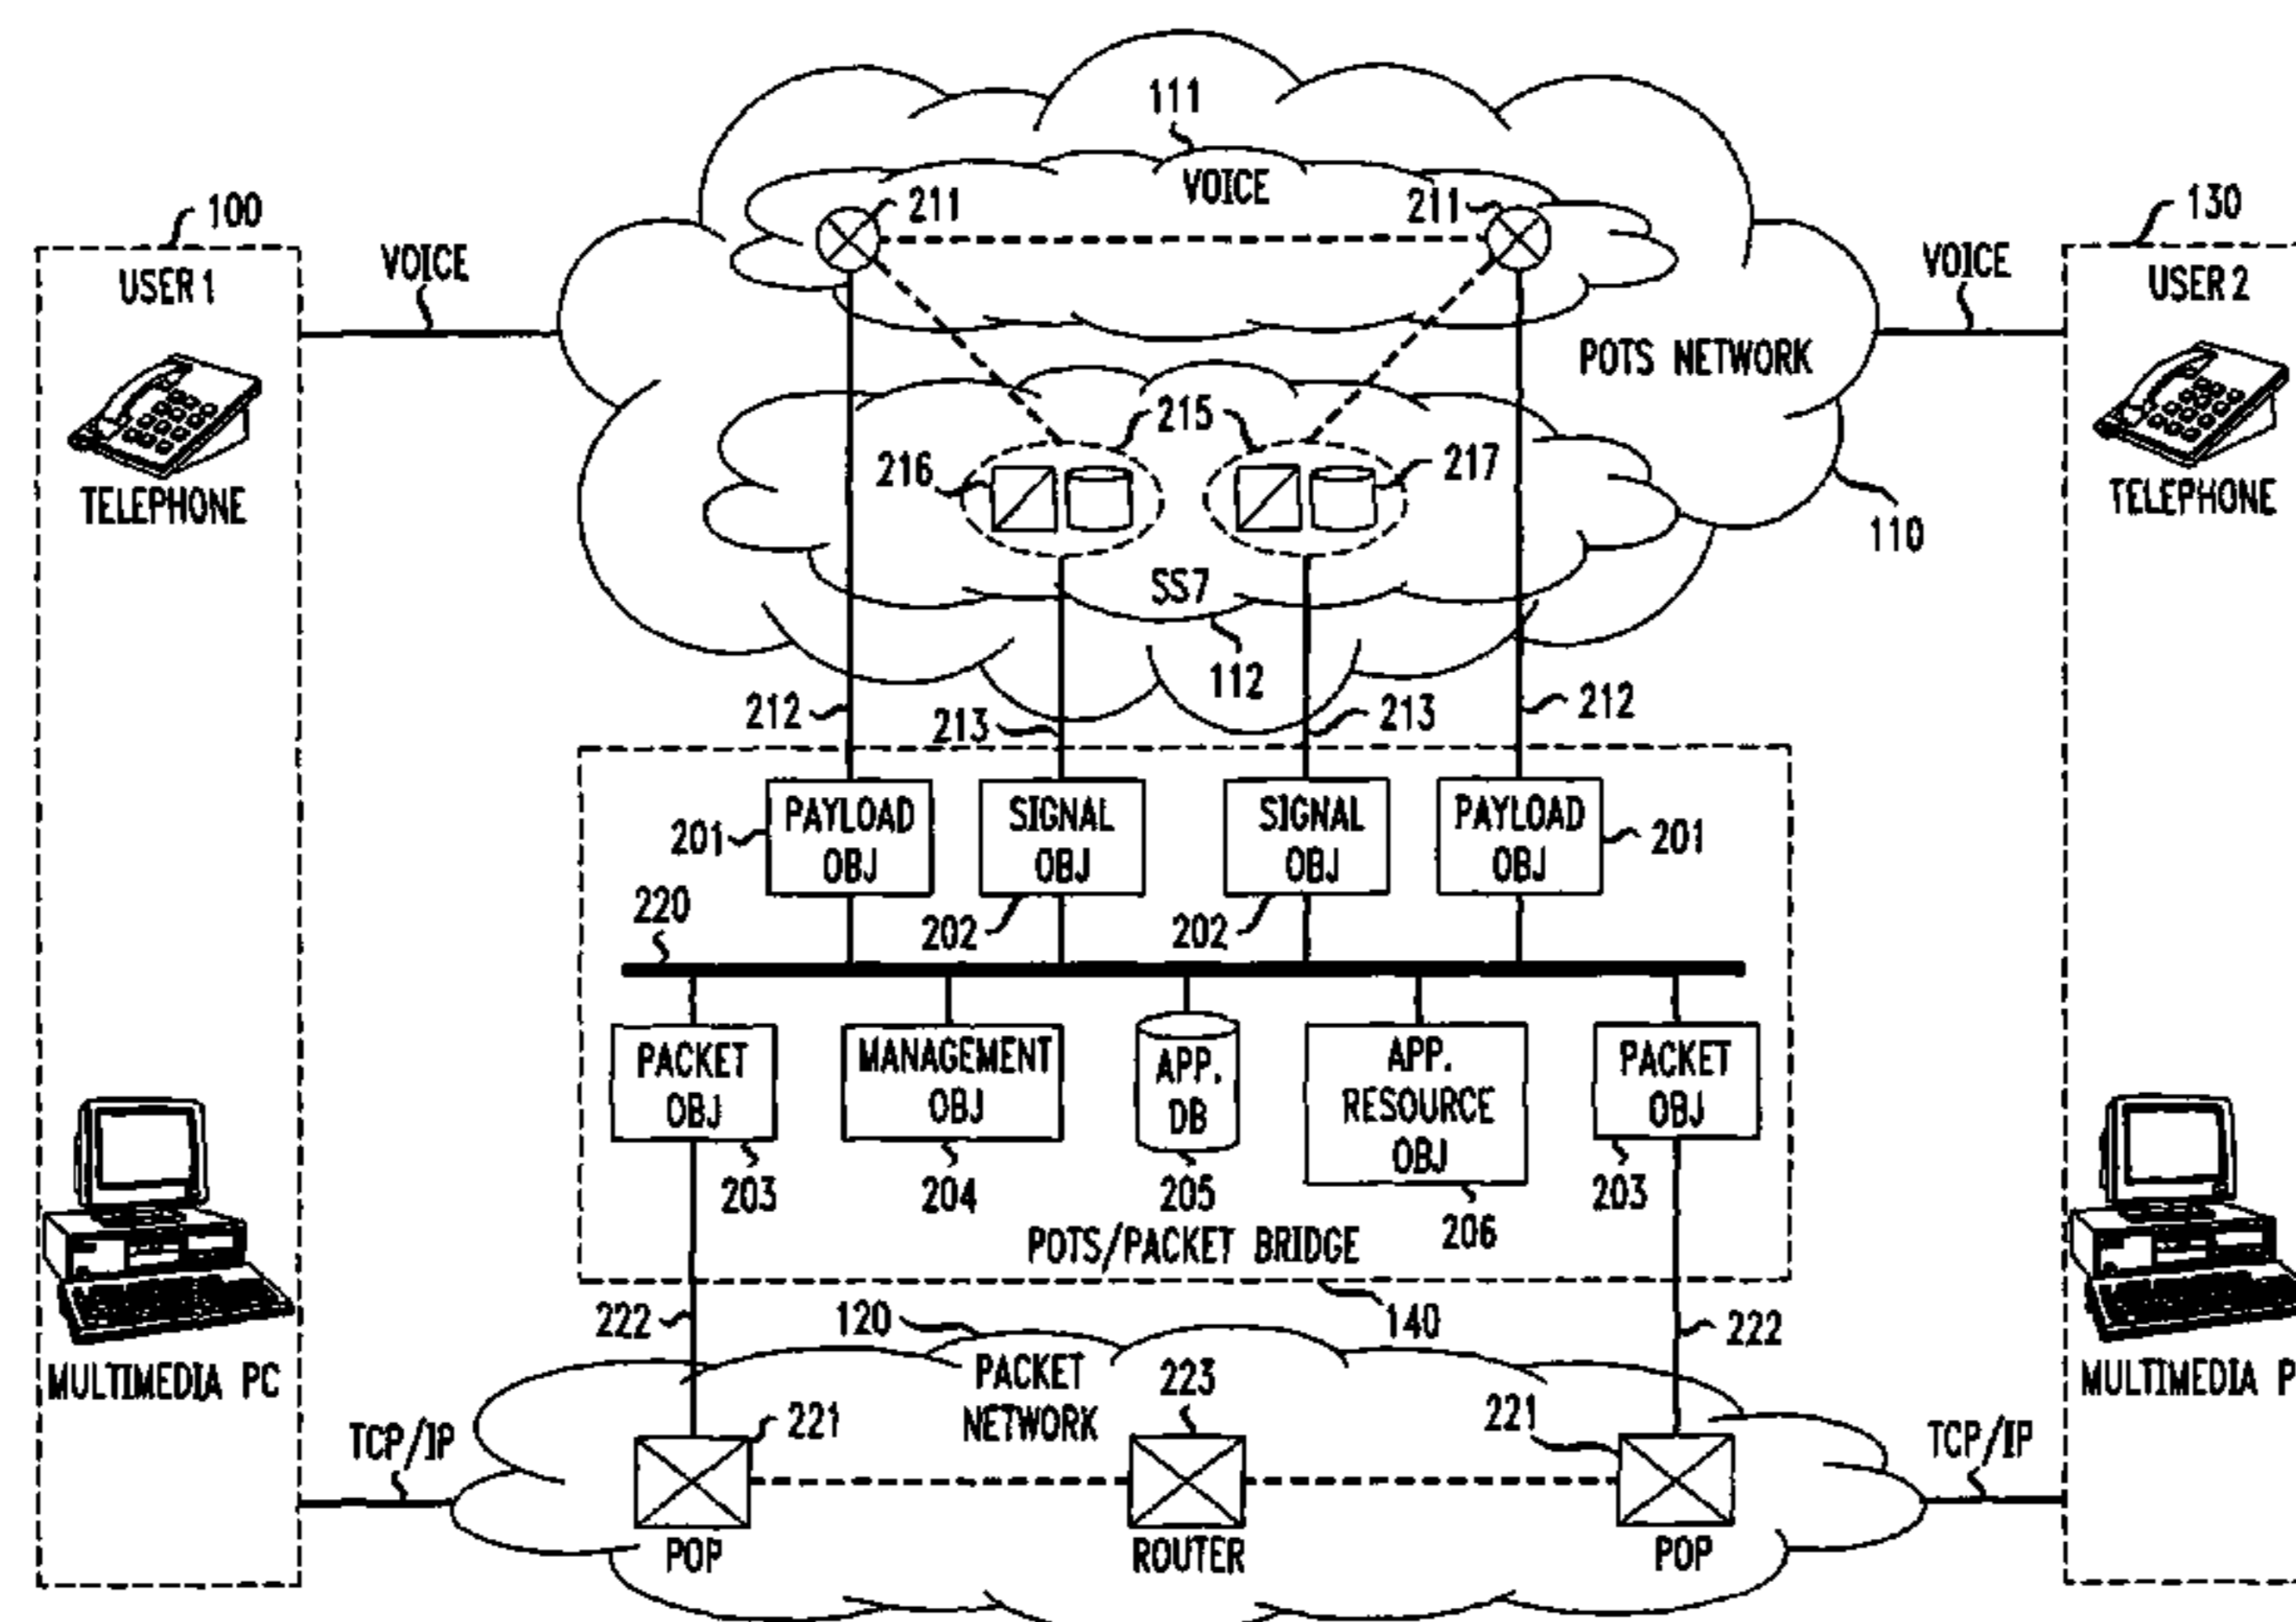 111
VOICE
211
211
100
USER 1
VOICE
TELEPHONE
130
USER 2
VOICE
TELEPHONE
POTS NETWORK
110
215
216
217
SS7
112
212
213
213
212
PAYLOAD
OBJ
201
SIGNAL
OBJ
202
SIGNAL
OBJ
202
PAYLOAD
OBJ
201
220
PACKET
OBJ
203
MANAGEMENT
OBJ
204
APP.
DB
205
APP.
RESOURCE
OBJ
206
PACKET
OBJ
203
POTS/PACKET BRIDGE
140
222
120
222
MULTIMEDIA PC
MULTIMEDIA P
PACKET
NETWORK
223
221
221
TCP/IP
TCP/IP
POP
ROUTER
POP